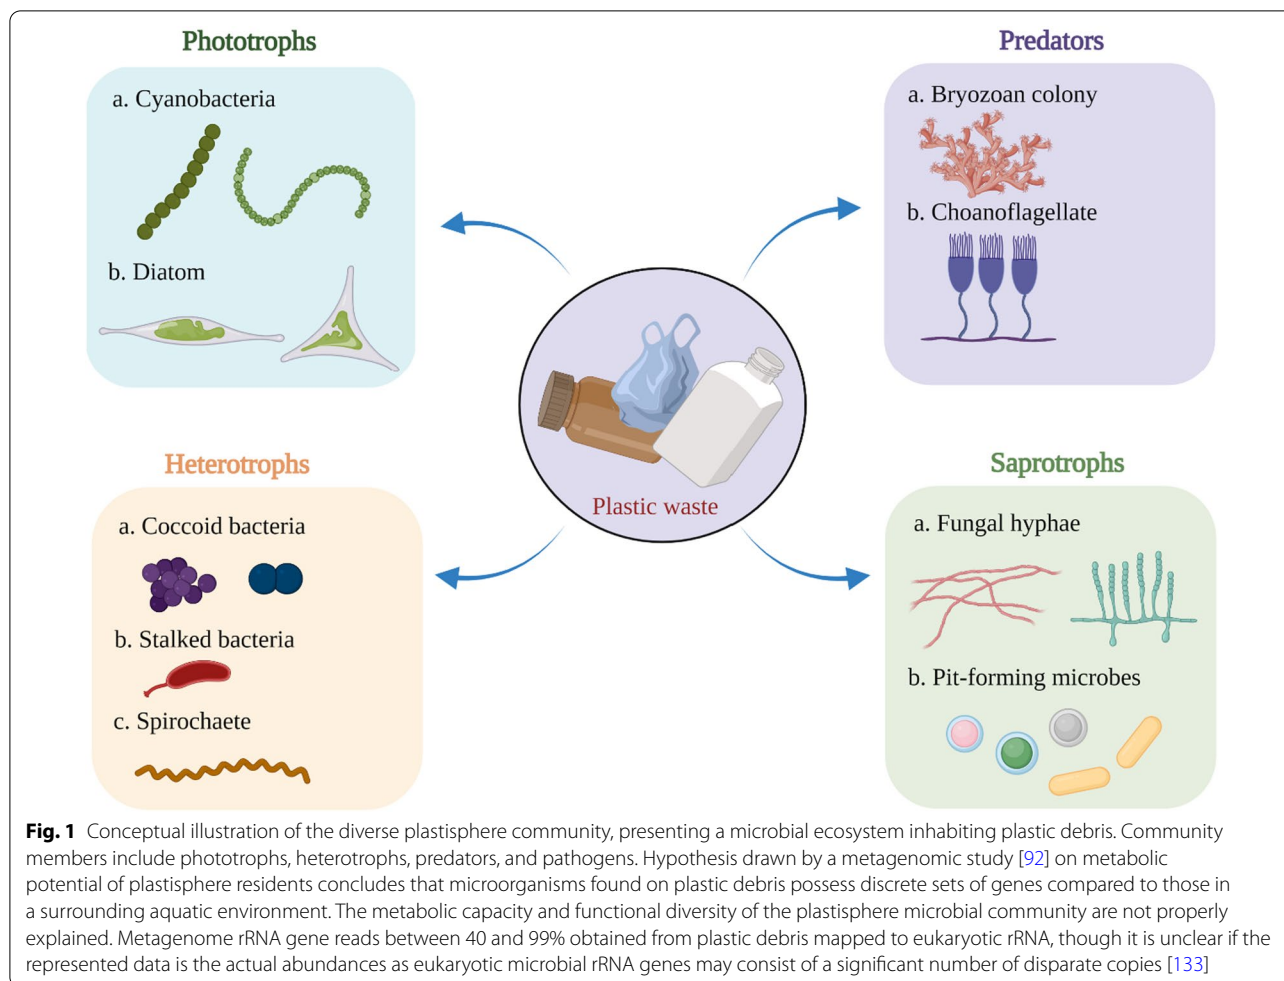 Phototrophs
a. Cyanobacteria
b. Diatom
Predators
a. Bryozoan colony
b. Choanoflagellate
Plastic waste
Heterotrophs
a. Coccoid bacteria
b. Stalked bacteria
c. Spirochaete
Saprotrophs
a. Fungal hyphae
b. Pit-forming microbes
Fig. 1 Conceptual illustration of the diverse plastisphere community, presenting a microbial ecosystem inhabiting plastic debris. Community
members include phototrophs, heterotrophs, predators, and pathogens. Hypothesis drawn by a metagenomic study [92] on metabolic
potential of plastisphere residents concludes that microorganisms found on plastic debris possess discrete sets of genes compared to those in
a surrounding aquatic environment. The metabolic capacity and functional diversity of the plastisphere microbial community are not properly
explained. Metagenome rRNA gene reads between 40 and 99% obtained from plastic debris mapped to eukaryotic rRNA, though it is unclear if the
represented data is the actual abundances as eukaryotic microbial rRNA genes may consist of a significant number of disparate copies [133]